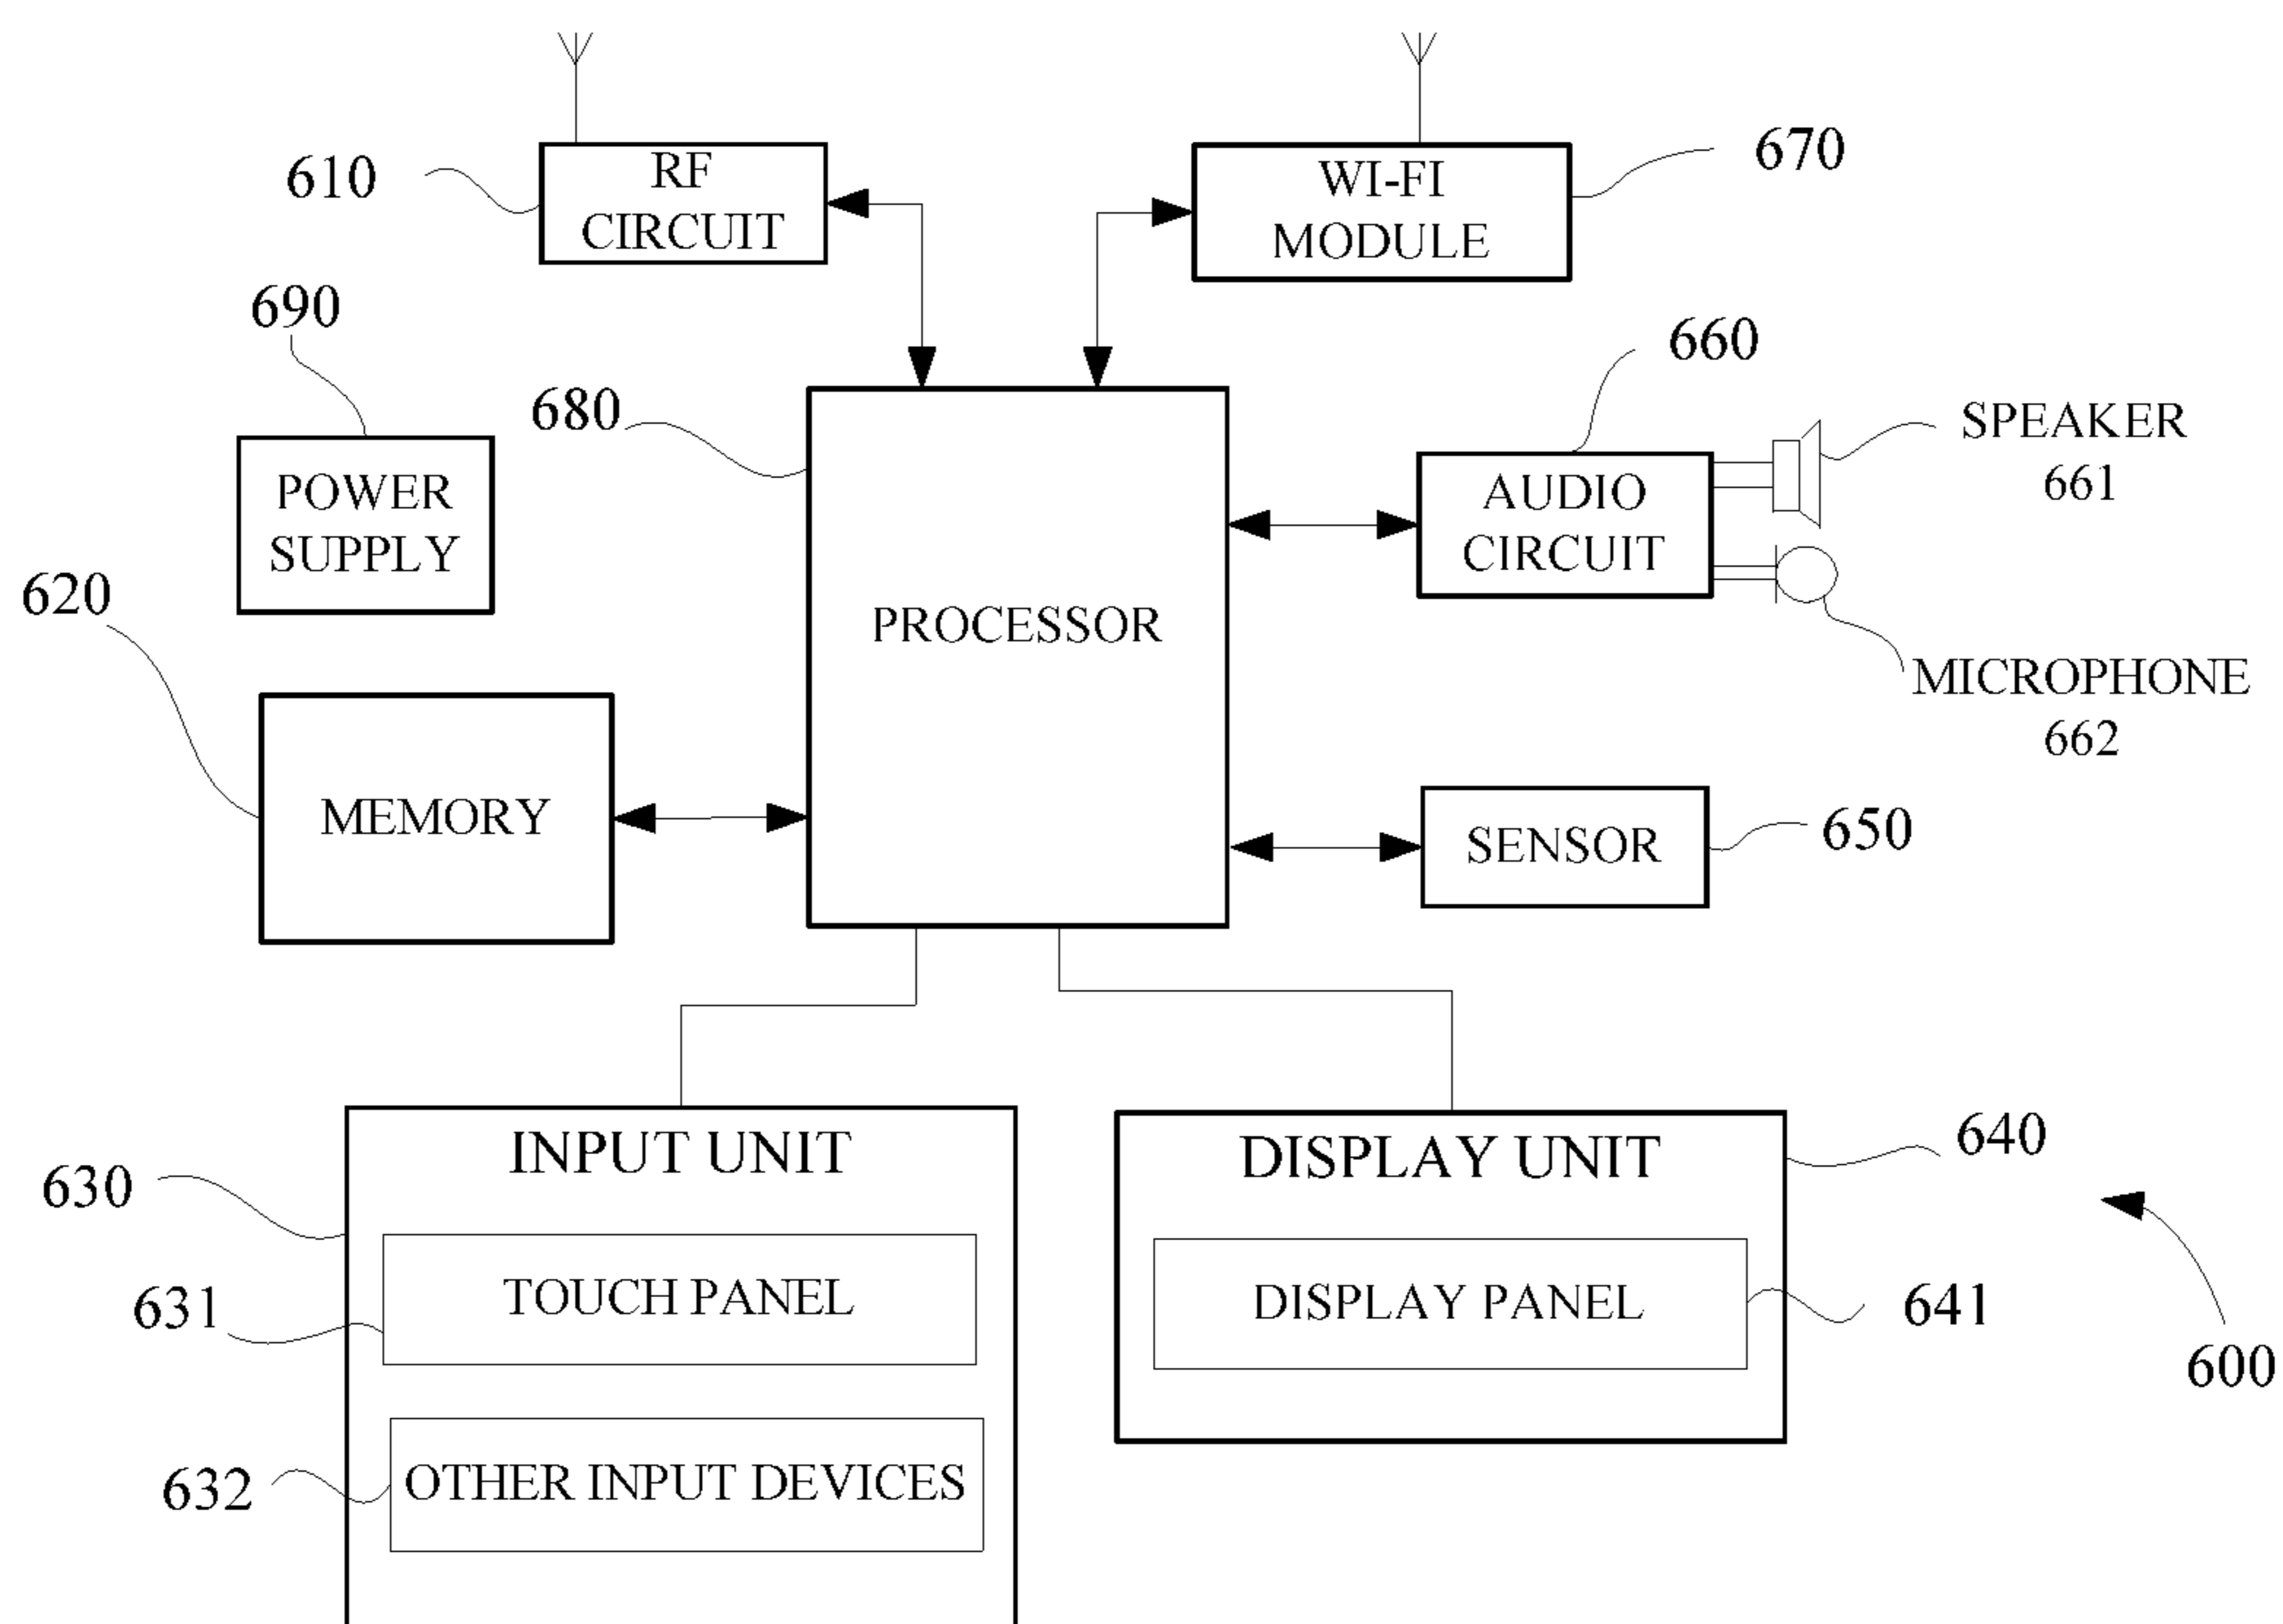 610
RF
CIRCUIT
WI-FI
MODULE
670
690
POWER
SUPPLY
680
PROCESSOR
660
AUDIO
CIRCUIT
SPEAKER
661
MICROPHONE
662
620
MEMORY
SENSOR
650
630
INPUT UNIT
631
TOUCH PANEL
632
OTHER INPUT DEVICES
DISPLAY UNIT
640
DISPLAY PANEL
641
600